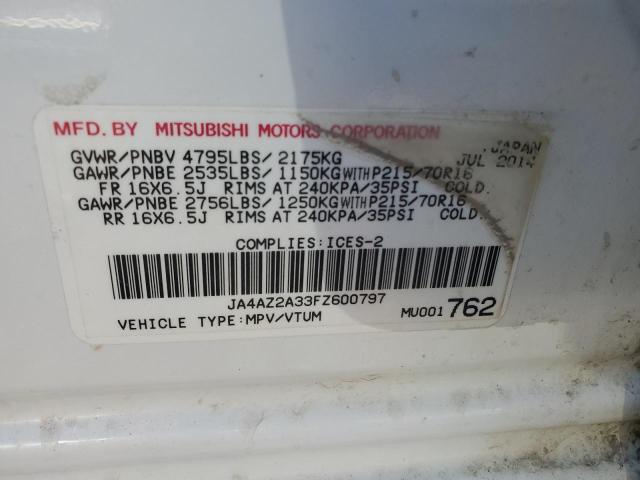 MFD. BY MITSUBISHI MOTORS CORPORATION
JAPAN
GVWR/PNBV 4795LBS/2175KG JUL 2014
GAWR/PNBE 2535LBS/1150KG WITH P215/70R16
FR 16X6.5J RIMS AT 240KPA/35PSI COLD.
GAWR/PNBE 2756LBS/1250KG WITH P215/70R16
RR 16X6.5J RIMS AT 240KPA/35PSI COLD.
COMPLIES:ICES-2
JA4AZ2A33FZ600797
VEHICLE TYPE:MPV/VTUM MU001 762